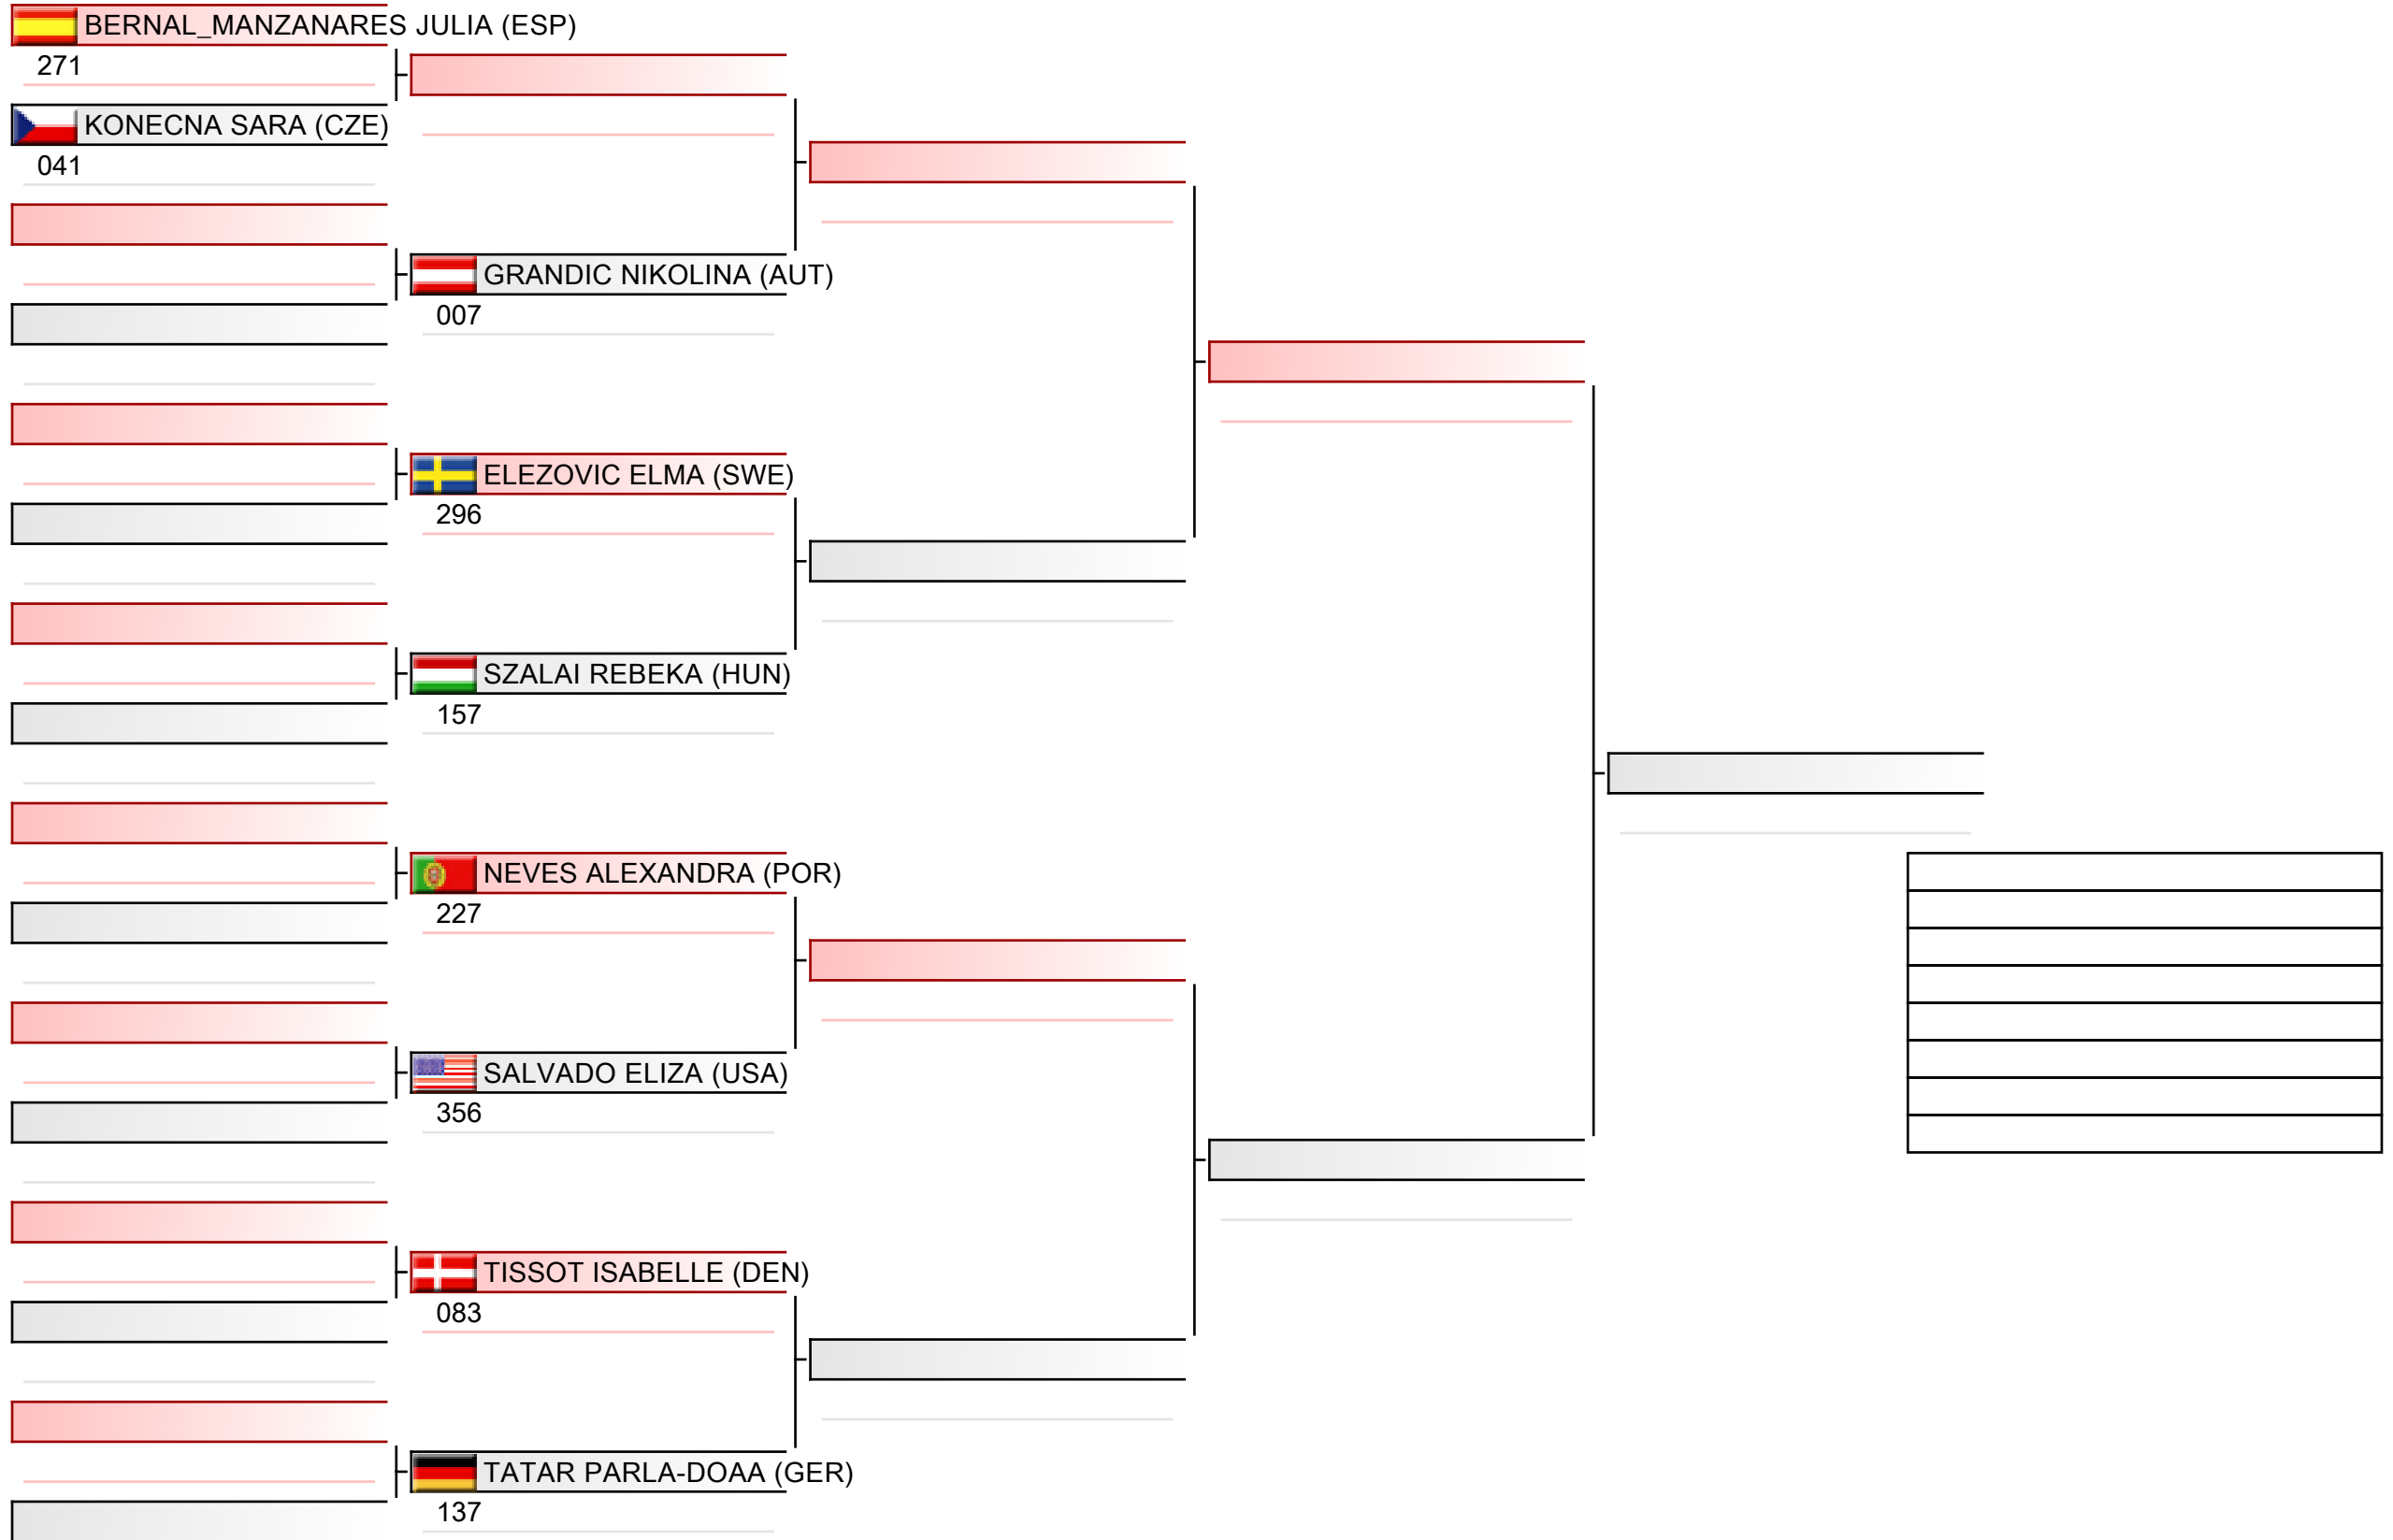 BERNAL_MANZANARES JULIA (ESP)
271
KONECNA SARA (CZE)
041
GRANDIC NIKOLINA (AUT)
007
ELEZOVIC ELMA (SWE)
296
SZALAI REBEKA (HUN)
157
NEVES ALEXANDRA (POR)
227
SALVADO ELIZA (USA)
356
TISSOT ISABELLE (DEN)
083
TATAR PARLA-DOAA (GER)
137